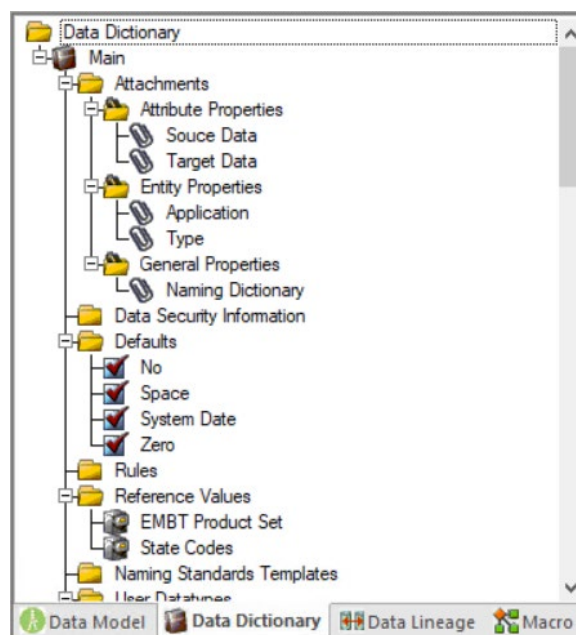 Data Dictionary
Main
Attachments
Attribute Properties
Souce Data
Target Data
Entity Properties
Application
Type
General Properties
Naming Dictionary
Data Security Information
Defaults
No
Space
System Date
Zero
Rules
Reference Values
EMBT Product Set
State Codes
Naming Standards Templates
User Datatypes
Data Model Data Dictionary Data Lineage Macro